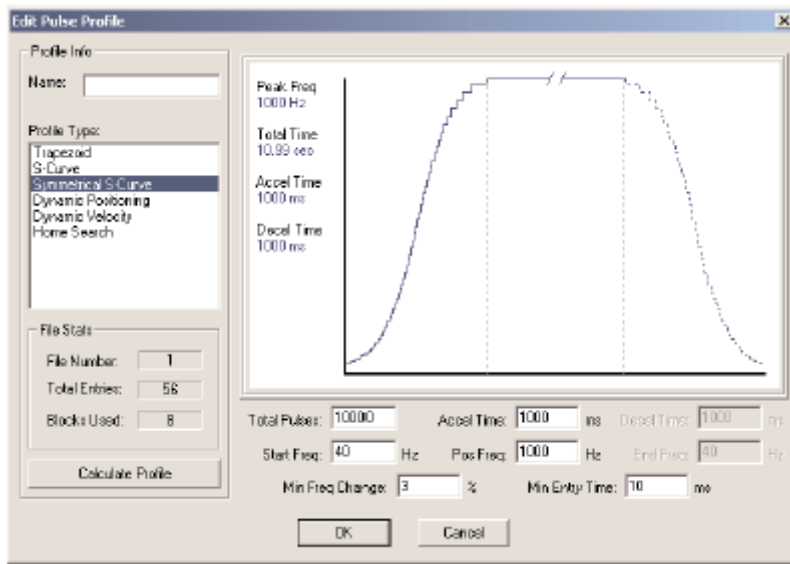 Edit Pulse Profile
Profile Info
Name:
Profile Type:
Trapezoid
S-Curve
Symmetrical S-Curve
Dynamic Positioning
Dynamic Velocity
Home Search
File Stats
File Number: 1
Total Entries: 56
Blocks Used: 8
Calculate Profile
Peak Freq
1000 Hz
Total Time
10.99 sec
Accel Time
1000 ms
Decel Time
1000 ms
Total Pulses: 10000 Accel Time: 1000 ms Decel Time: 1000 ms
Start Freq: 40 Hz Pos Freq: 1000 Hz End Freq: 40 Hz
Min Freq Change: 3 % Min Entry Time: 10 ms
OK Cancel